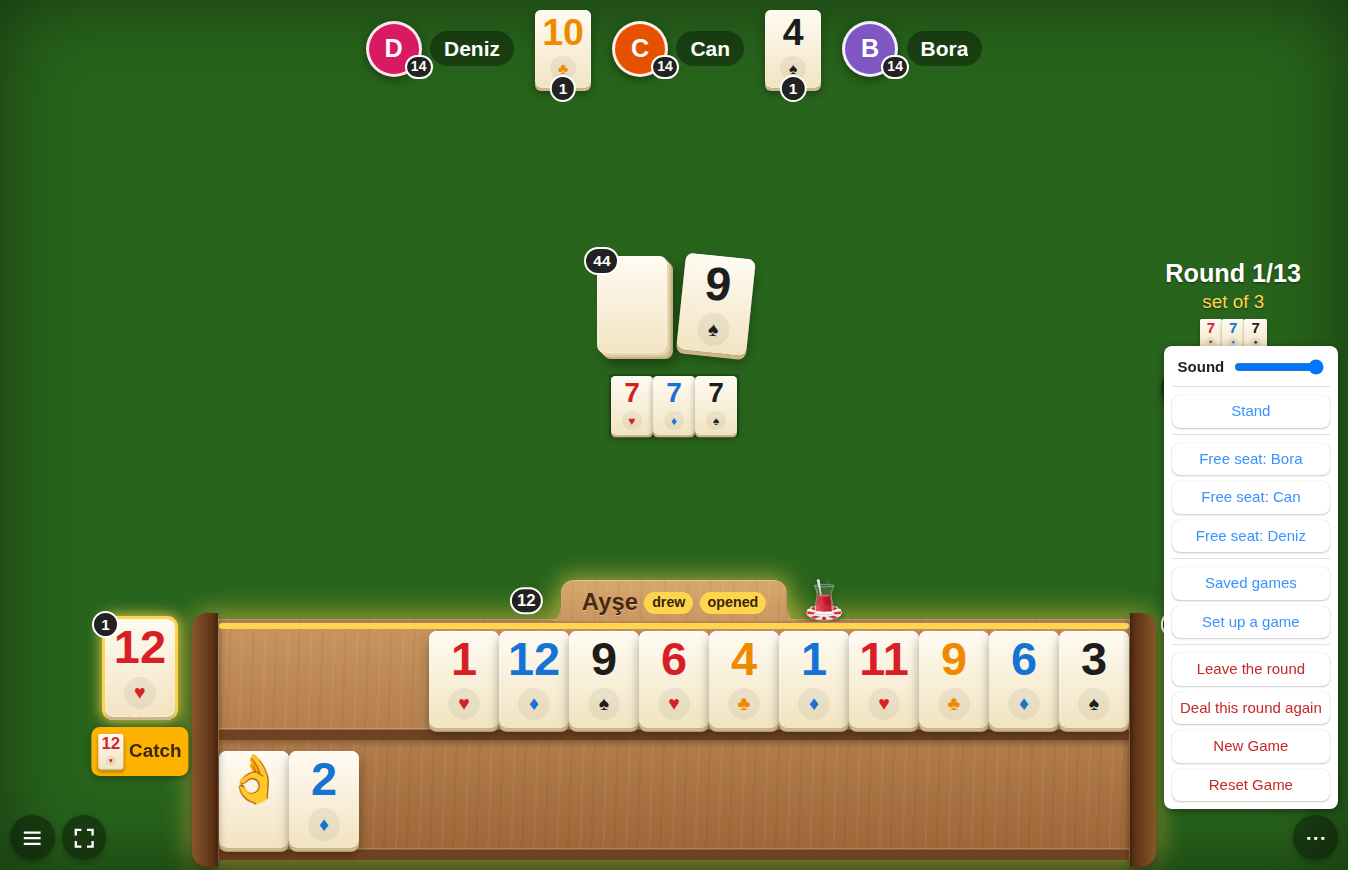 D
14
Deniz
10
♣
1
C
14
Can
4
♠
1
B
14
Bora
44
9
♠
Round 1/13
set of 3
7 7 7
7 7 7
♥ ♦ ♠
Sound
Stand
Free seat: Bora
Free seat: Can
Free seat: Deniz
Saved games
Set up a game
Leave the round
Deal this round again
New Game
Reset Game
12
Ayşe drew opened
1
12
♥
12 Catch
1 12 9 6 4 1 11 9 6 3
♥ ♦ ♠ ♥ ♣ ♦ ♥ ♣ ♦ ♠
👌 2
♦